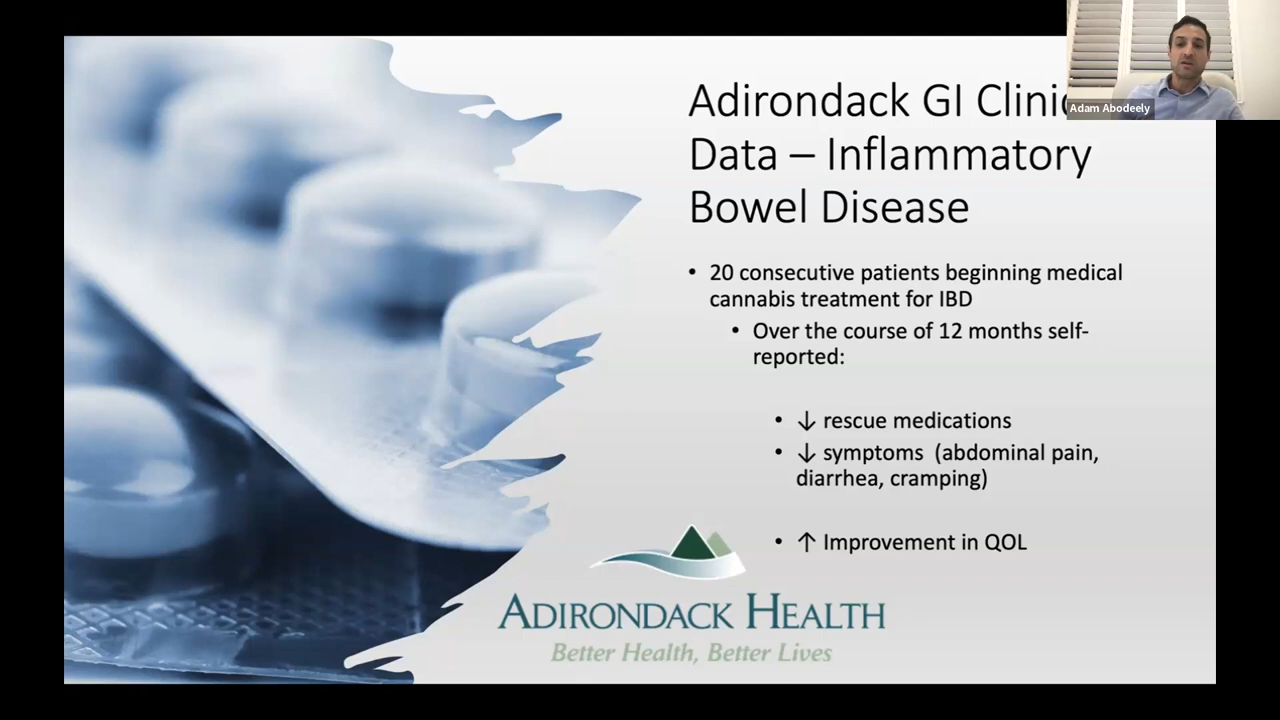 Adirondack GI Clinic
Data – Inflammatory
Bowel Disease
Adam Abodeely
• 20 consecutive patients beginning medical
cannabis treatment for IBD
• Over the course of 12 months self-
reported:
• ↓ rescue medications
• ↓ symptoms (abdominal pain,
diarrhea, cramping)
• ↑ Improvement in QOL
ADIRONDACK HEALTH
Better Health, Better Lives